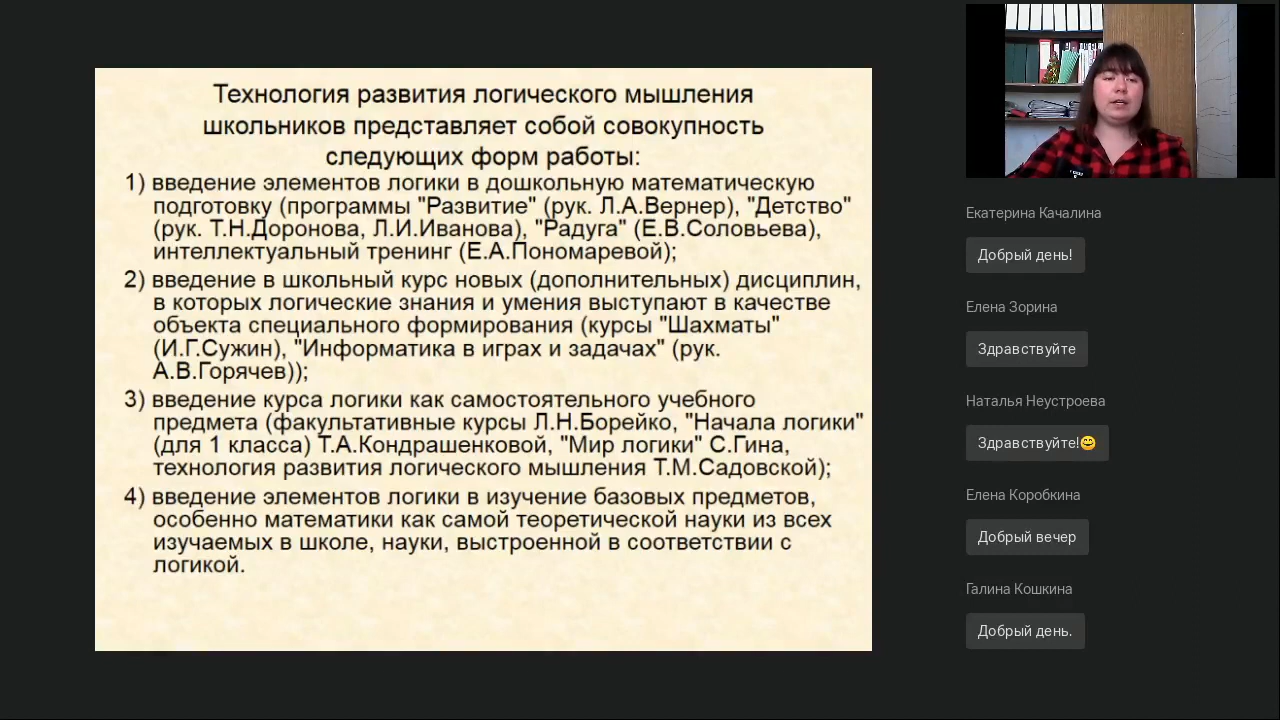 Технология развития логического мышления
школьников представляет собой совокупность
следующих форм работы:
1) введение элементов логики в дошкольную математическую
подготовку (программы "Развитие" (рук. Л.А.Вернер), "Детство"
(рук. Т.Н.Доронова, Л.И.Иванова), "Радуга" (Е.В.Соловьева),
интеллектуальный тренинг (Е.А.Пономаревой);
2) введение в школьный курс новых (дополнительных) дисциплин,
в которых логические знания и умения выступают в качестве
объекта специального формирования (курсы "Шахматы"
(И.Г.Сужин), "Информатика в играх и задачах" (рук.
А.В.Горячев));
3) введение курса логики как самостоятельного учебного
предмета (факультативные курсы Л.Н.Борейко, "Начала логики"
(для 1 класса) Т.А.Кондрашенковой, "Мир логики" С.Гина,
технология развития логического мышления Т.М.Садовской);
4) введение элементов логики в изучение базовых предметов,
особенно математики как самой теоретической науки из всех
изучаемых в школе, науки, выстроенной в соответствии с
логикой.
Екатерина Качалина
Добрый день!
Елена Зорина
Здравствуйте
Наталья Неустроева
Здравствуйте!😊
Елена Коробкина
Добрый вечер
Галина Кошкина
Добрый день.